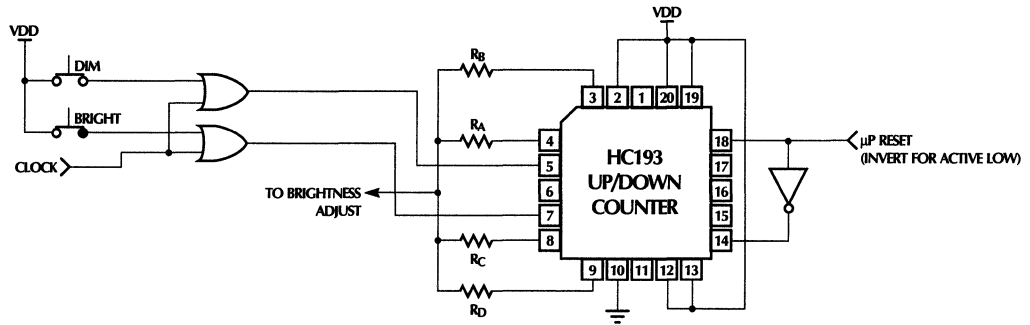 VDD
DIM
BRIGHT
CLOCK
TO BRIGHTNESS
ADJUST
RB
RA
RC
RD
VDD
3
2
1
20
19
4
5
6
7
8
18
17
16
15
14
9
10
11
12
13
HC193
UP/DOWN
COUNTER
μP RESET
(INVERT FOR ACTIVE LOW)